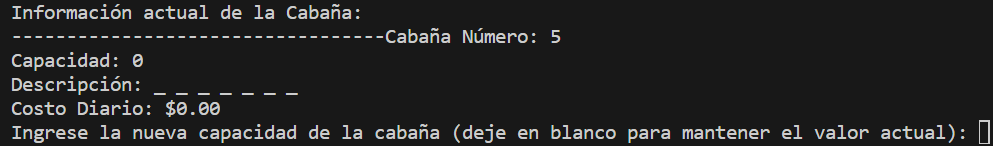 Información actual de la Cabaña:
----------------------------------Cabaña Número: 5
Capacidad: 0
Descripción: _ _ _ _ _ _ _
Costo Diario: $0.00
Ingrese la nueva capacidad de la cabaña (deje en blanco para mantener el valor actual):